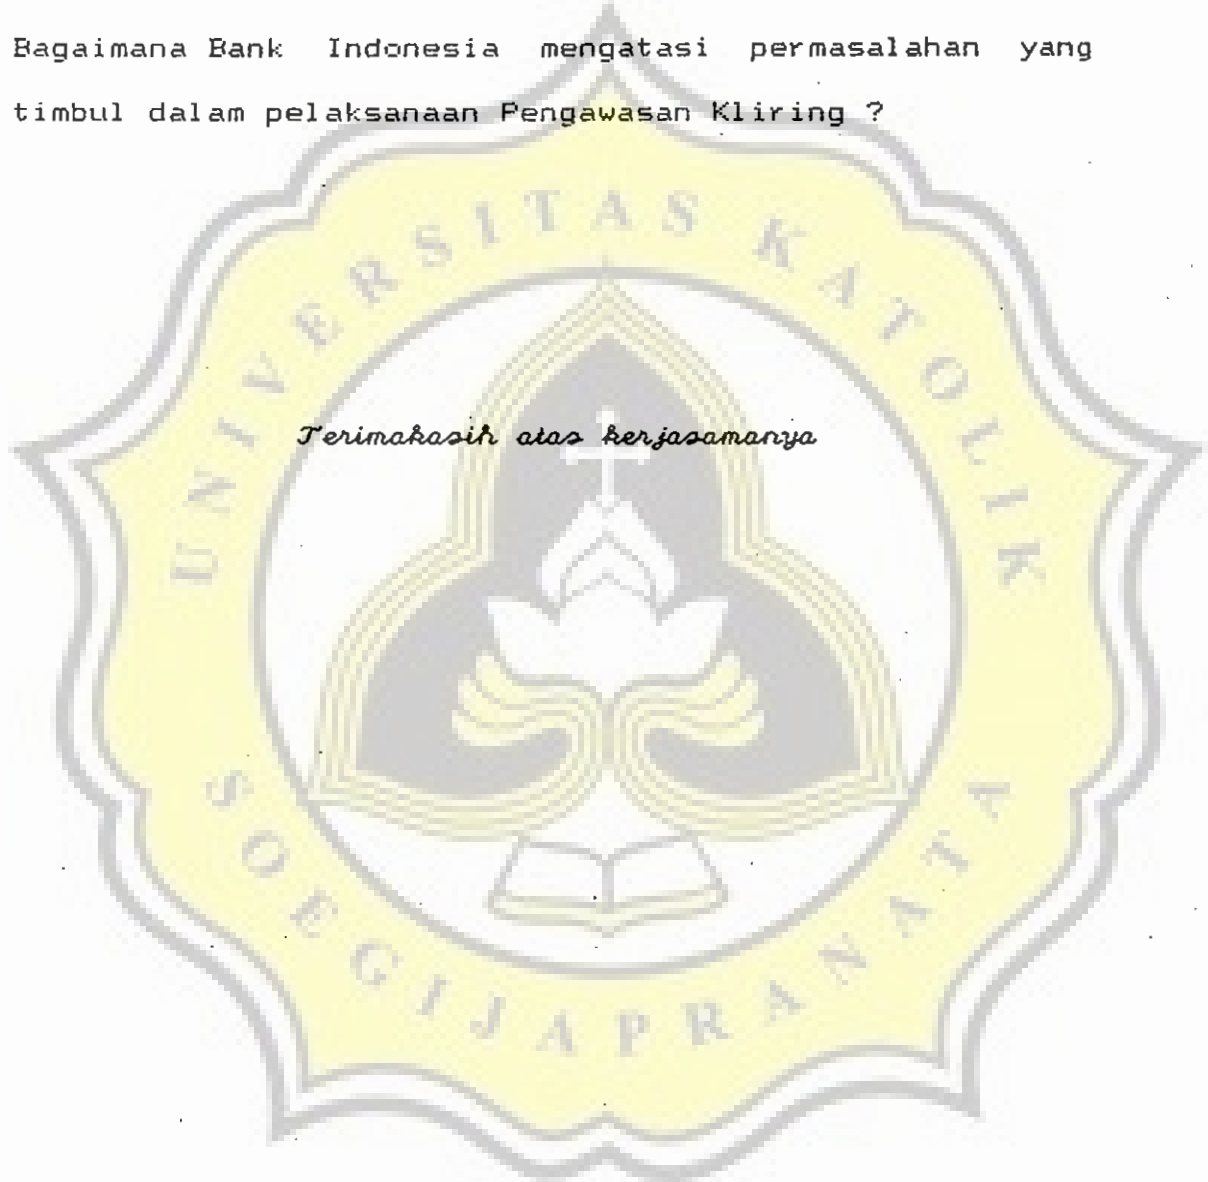 Bagaimana Bank Indonesia mengatasi permasalahan yang
timbul dalam pelaksanaan Pengawasan Kliring ?
Terimakasih atas kerjasamanya
UNIVERSITAS KATOLIK
SOEGIJAPRANATA